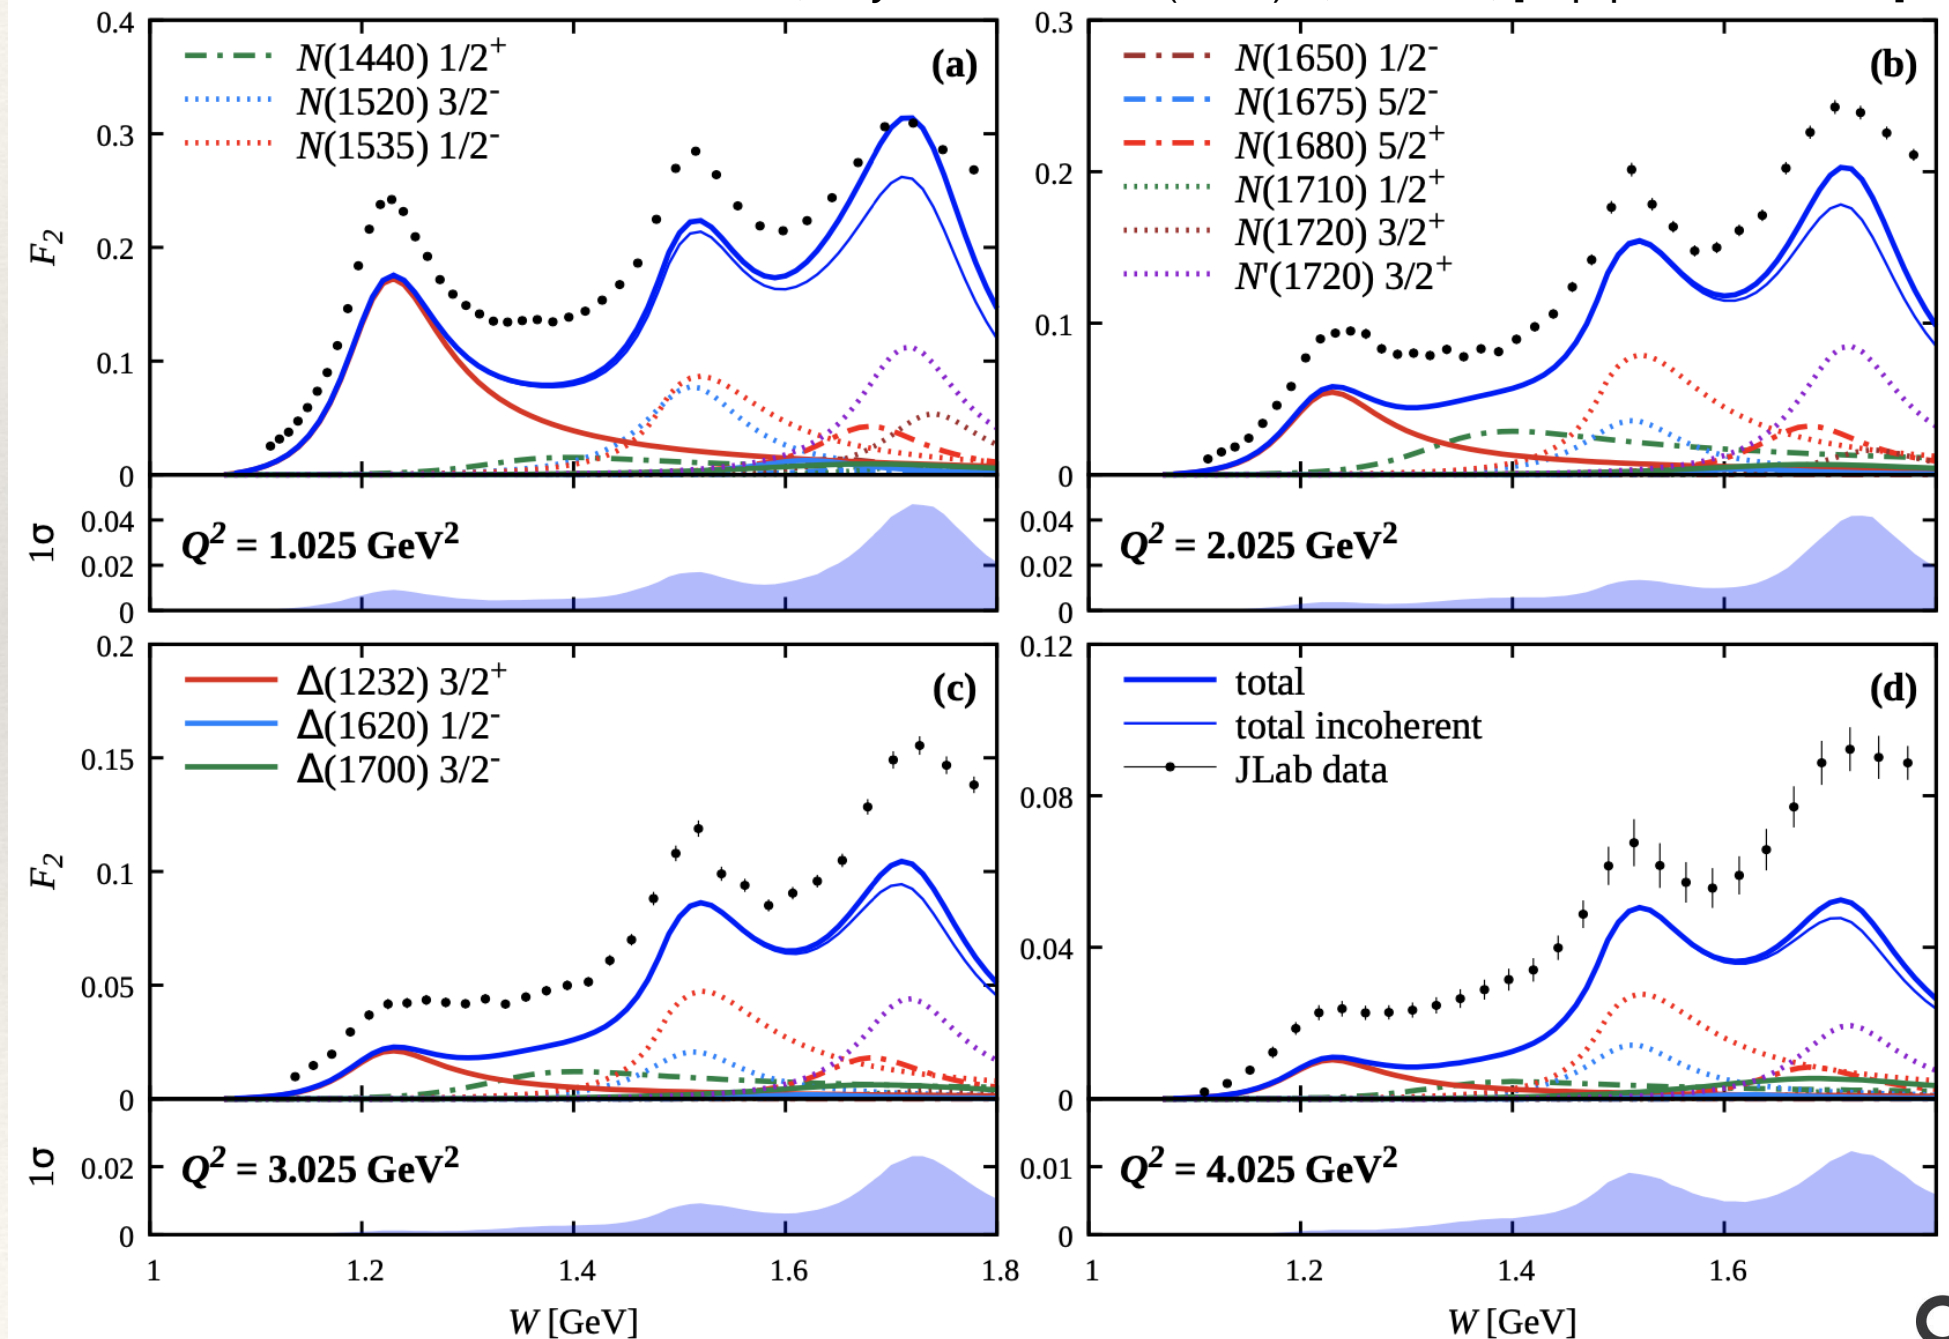 0.4
0.3
0.2
0.1
0
F₂
N(1440) 1/2⁺
N(1520) 3/2⁻
N(1535) 1/2⁻
(a)
0.04
0.02
0
1σ
Q² = 1.025 GeV²
0.3
0.2
0.1
0
N(1650) 1/2⁻
N(1675) 5/2⁻
N(1680) 5/2⁺
N(1710) 1/2⁺
N(1720) 3/2⁺
N'(1720) 3/2⁺
(b)
0.04
0.02
0
Q² = 2.025 GeV²
0.2
0.15
0.1
0.05
0
F₂
Δ(1232) 3/2⁺
Δ(1620) 1/2⁻
Δ(1700) 3/2⁻
(c)
0.02
0
1σ
Q² = 3.025 GeV²
1 1.2 1.4 1.6 1.8
W [GeV]
0.12
0.08
0.04
0
total
total incoherent
JLab data
(d)
0.01
0
Q² = 4.025 GeV²
1 1.2 1.4 1.6
W [GeV]